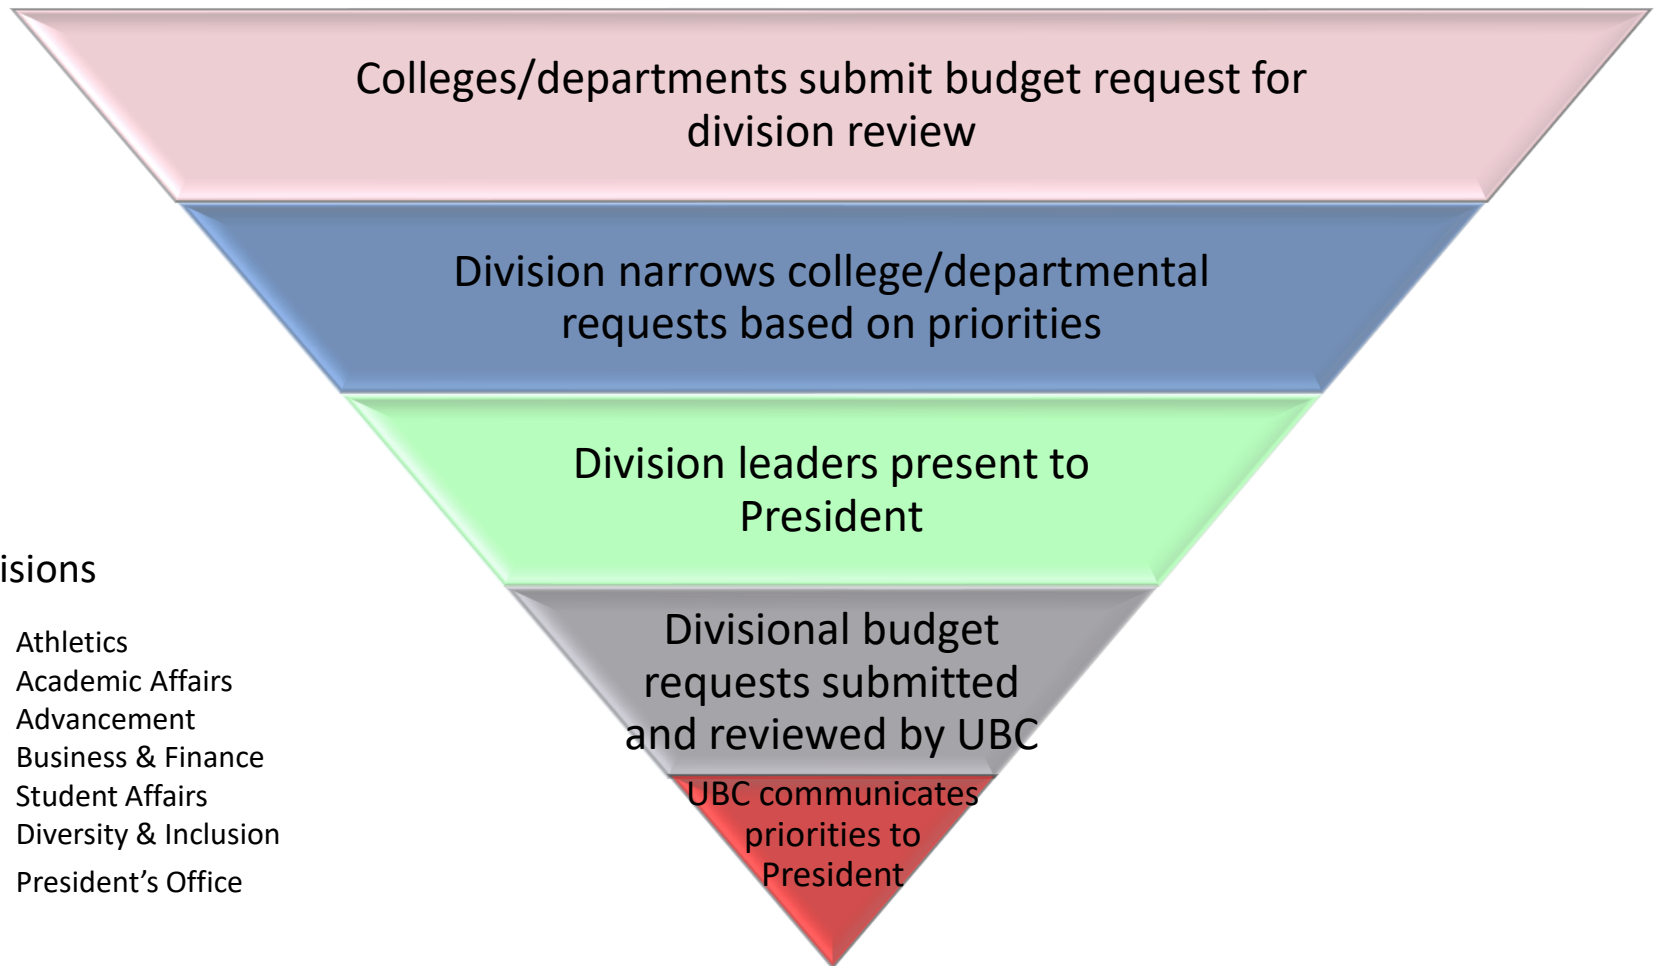 Colleges/departments submit budget request for
division review
Division narrows college/departmental
requests based on priorities
Division leaders present to
President
Divisional budget
requests submitted
and reviewed by UBC
UBC communicates
priorities to
President
isions
Athletics
Academic Affairs
Advancement
Business & Finance
Student Affairs
Diversity & Inclusion
President’s Office